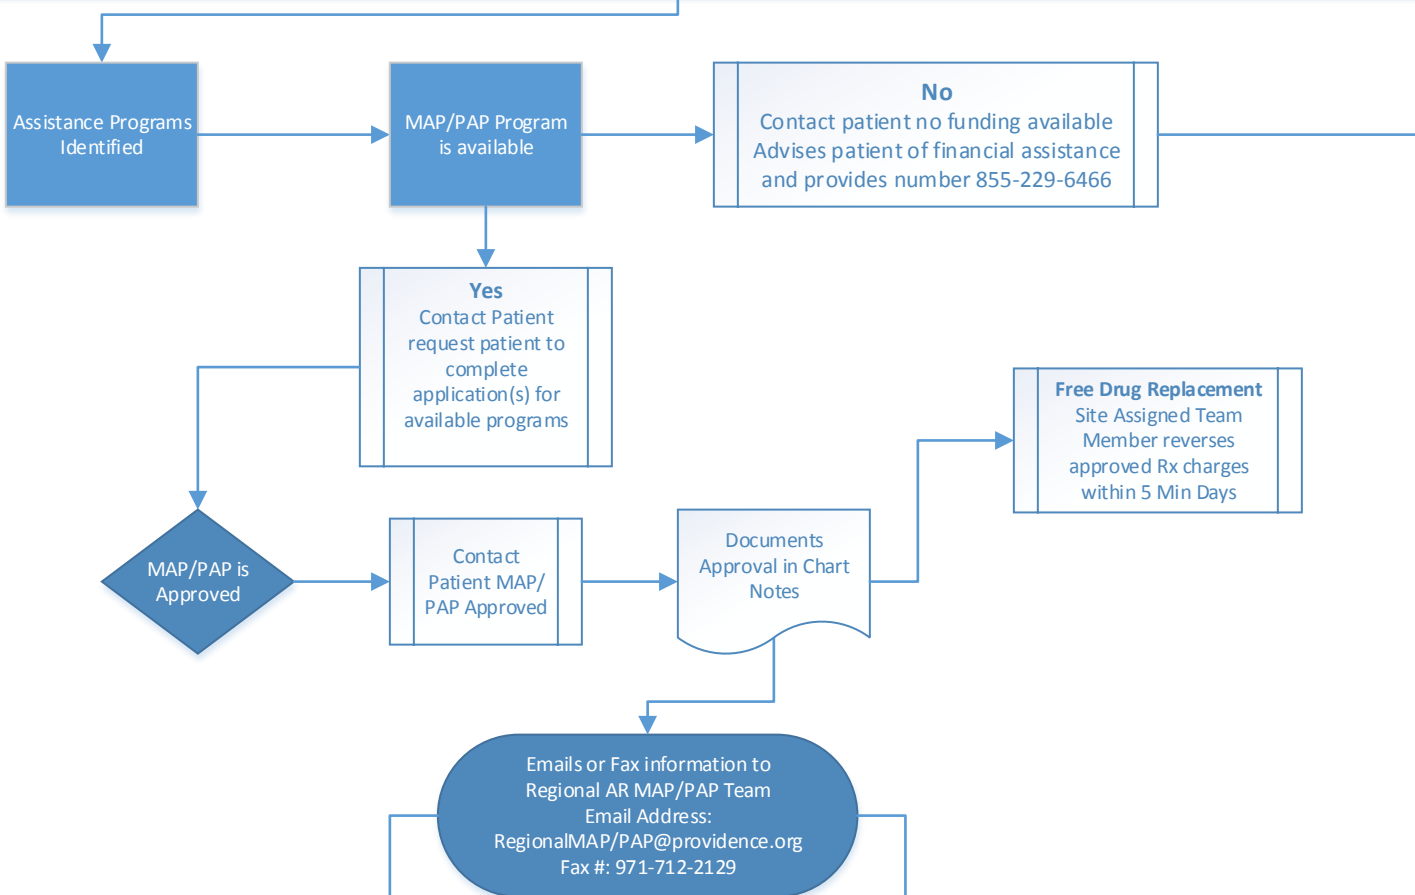 Assistance Programs
Identified
MAP/PAP Program
is available
No
Contact patient no funding available
Advises patient of financial assistance
and provides number 855-229-6466
Yes
Contact Patient
request patient to
complete
application(s) for
available programs
Free Drug Replacement
Site Assigned Team
Member reverses
approved Rx charges
within 5 Min Days
MAP/PAP is
Approved
Contact
Patient MAP/
PAP Approved
Documents
Approval in Chart
Notes
Emails or Fax information to
Regional AR MAP/PAP Team
Email Address:
RegionalMAP/PAP@providence.org
Fax #: 971-712-2129